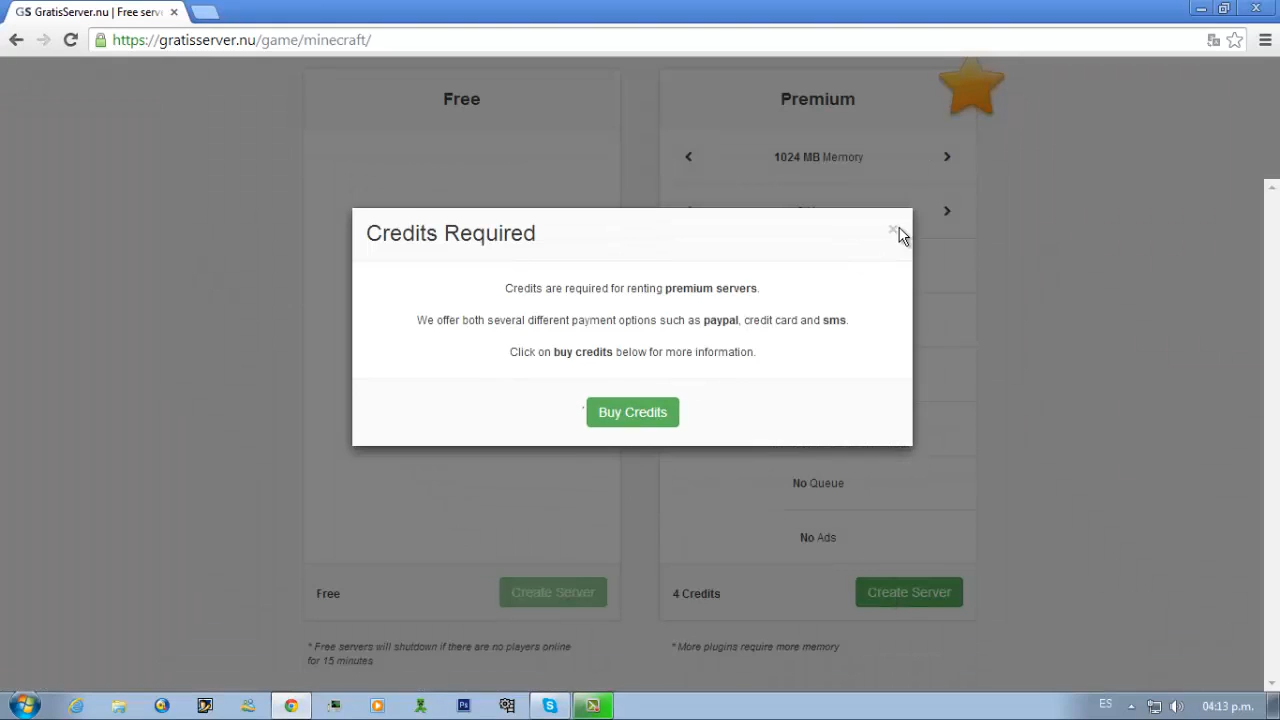 GS GratisServer.nu | Free serv
https://gratisserver.nu/game/minecraft/
Free
Premium
1024 MB Memory
Credits Required
Credits are required for renting premium servers.
We offer both several different payment options such as paypal, credit card and sms.
Click on buy credits below for more information.
Buy Credits
No Queue
No Ads
Free
Create Server
4 Credits
Create Server
* Free servers will shutdown if there are no players online
for 15 minutes
* More plugins require more memory
ES
04:13 p.m.